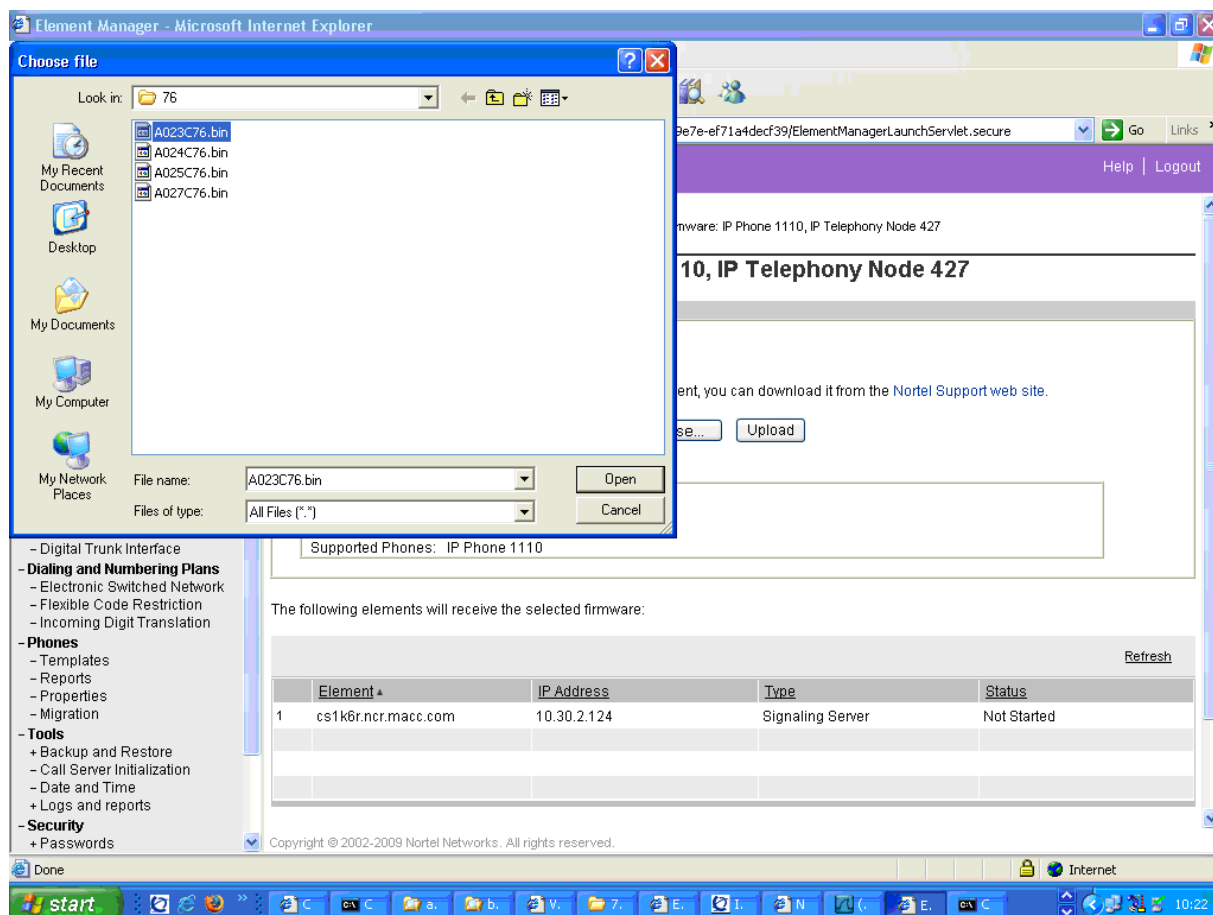 Element Manager - Microsoft Internet Explorer
Choose file
Look in: 76
A023C76.bin
A024C76.bin
A025C76.bin
A027C76.bin
My Recent
Documents
Desktop
My Documents
My Computer
My Network
Places
File name: A023C76.bin
Open
Files of type: All Files (*.*)
Cancel
9e7e-ef71a4decf39/ElementManagerLaunchServlet.secure
Go
Links
Help | Logout
mware: IP Phone 1110, IP Telephony Node 427
10, IP Telephony Node 427
ent, you can download it from the Nortel Support web site.
se...
Upload
Supported Phones: IP Phone 1110
- Digital Trunk Interface
- Dialing and Numbering Plans
- Electronic Switched Network
- Flexible Code Restriction
- Incoming Digit Translation
- Phones
- Templates
- Reports
- Properties
- Migration
- Tools
+ Backup and Restore
- Call Server Initialization
- Date and Time
+ Logs and reports
- Security
+ Passwords
The following elements will receive the selected firmware:
Refresh
Element IP Address Type Status
1 cs1k6r.ncr.macc.com 10.30.2.124 Signaling Server Not Started
Copyright © 2002-2009 Nortel Networks. All rights reserved.
Done
Internet
start
C
C
a.
b.
V.
7.
E.
I.
N
(.
E.
C
10:22